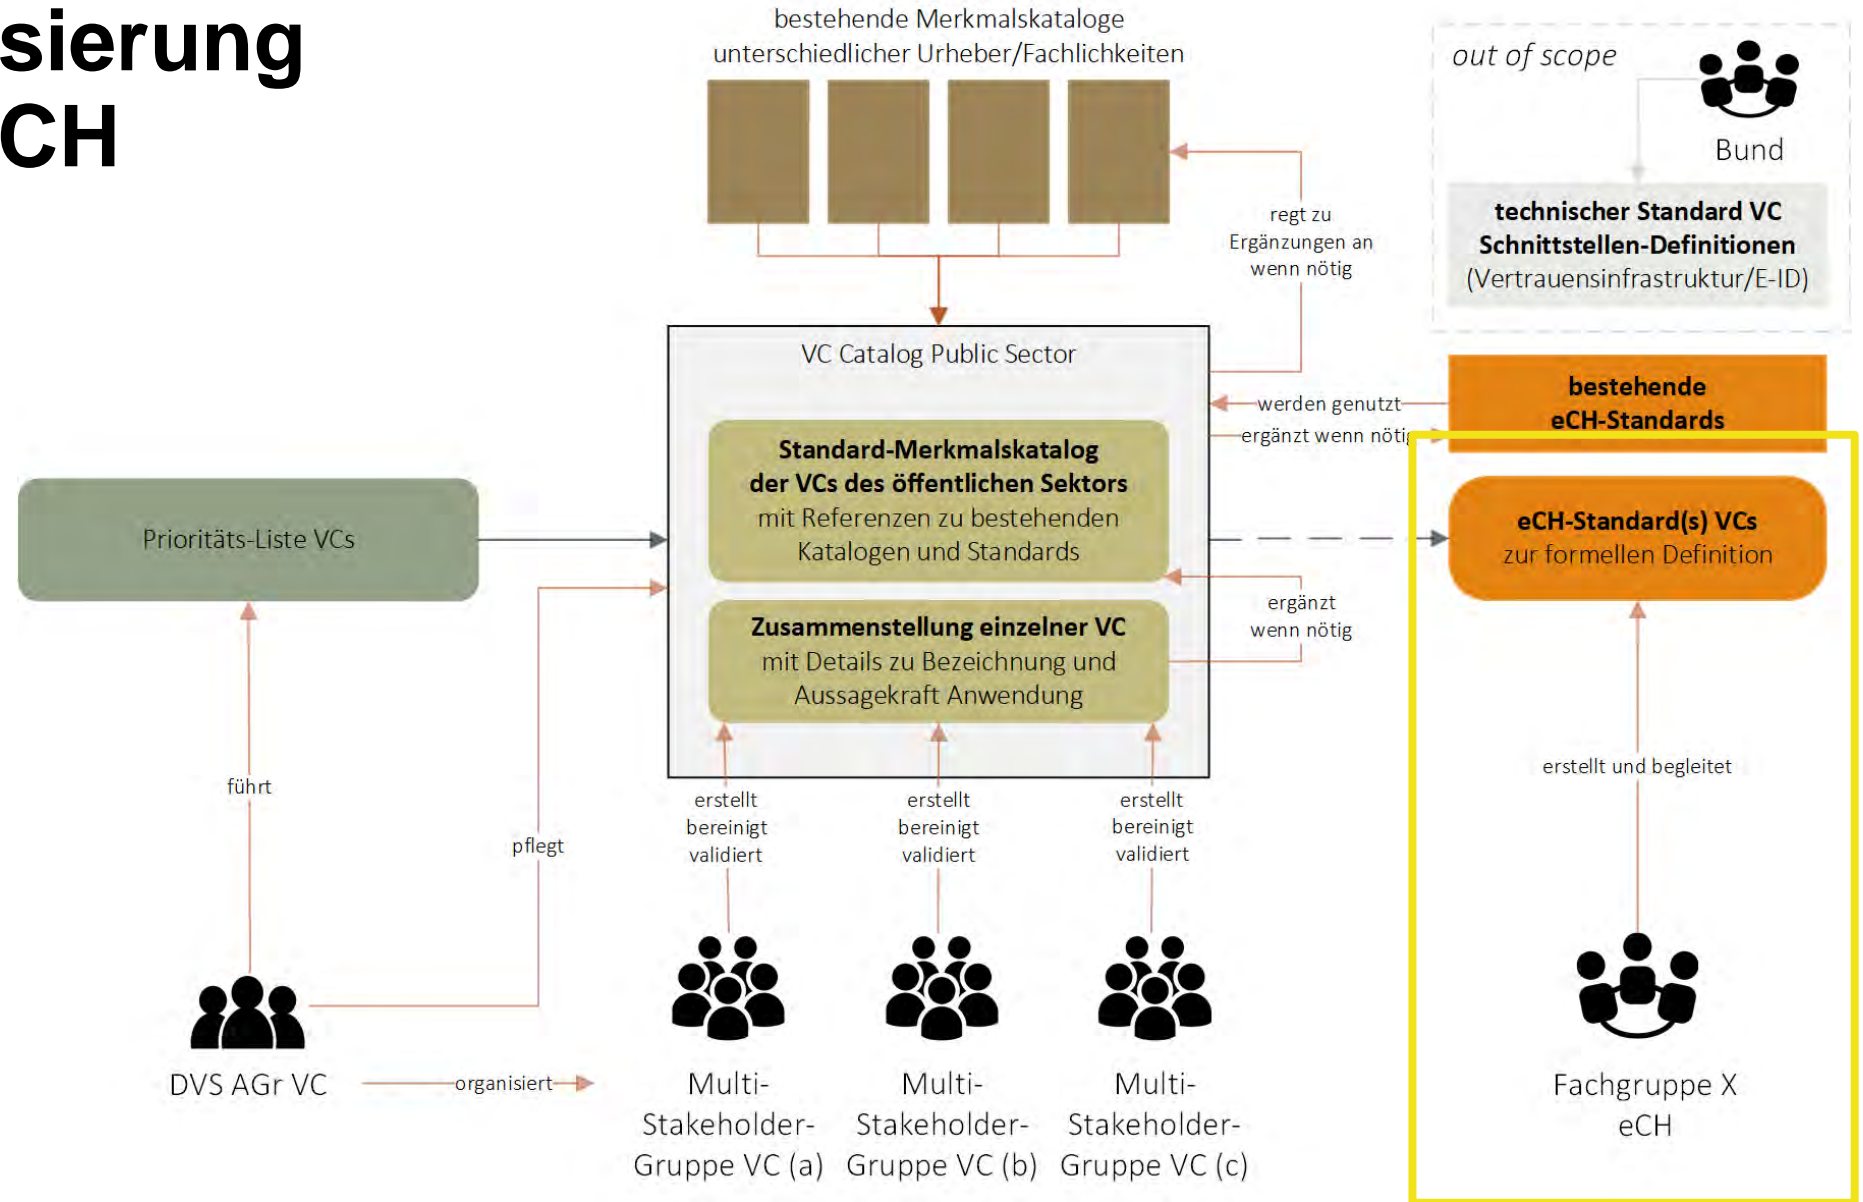 sierung
CH
bestehende Merkmalskataloge
unterschiedlicher Urheber/Fachlichkeiten
out of scope
Bund
technischer Standard VC
Schnittstellen-Definitionen
(Vertrauensinfrastruktur/E-ID)
regt zu
Ergänzungen an
wenn nötig
VC Catalog Public Sector
werden genutzt
ergänzt wenn nötig
bestehende
eCH-Standards
Standard-Merkmalskatalog
der VCs des öffentlichen Sektors
mit Referenzen zu bestehenden
Katalogen und Standards
Prioritäts-Liste VCs
eCH-Standard(s) VCs
zur formellen Definition
ergänzt
wenn nötig
Zusammenstellung einzelner VC
mit Details zu Bezeichnung und
Aussagekraft Anwendung
führt
pflegt
erstellt
bereinigt
validiert
erstellt
bereinigt
validiert
erstellt
bereinigt
validiert
erstellt und begleitet
DVS AGr VC
organisiert
Multi-
Stakeholder-
Gruppe VC (a)
Multi-
Stakeholder-
Gruppe VC (b)
Multi-
Stakeholder-
Gruppe VC (c)
Fachgruppe X
eCH